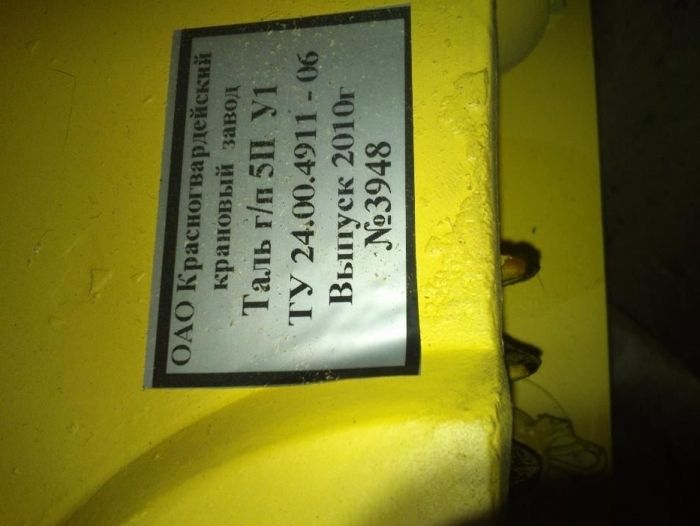 ОАО Красногвардейский
крановый завод
Таль г/п 5П У1
ТУ 24.00.4911 - 06
Выпуск 2010г
№3948